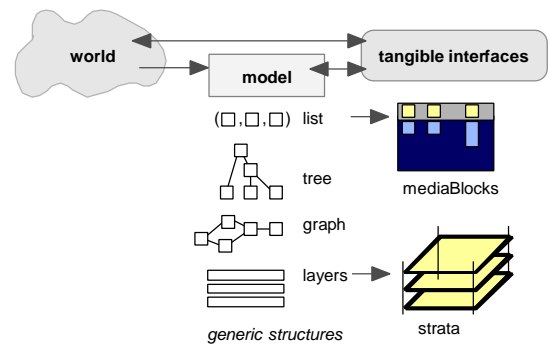 world
tangible interfaces
model
(□,□,□) list
mediaBlocks
tree
graph
layers
strata
generic structures